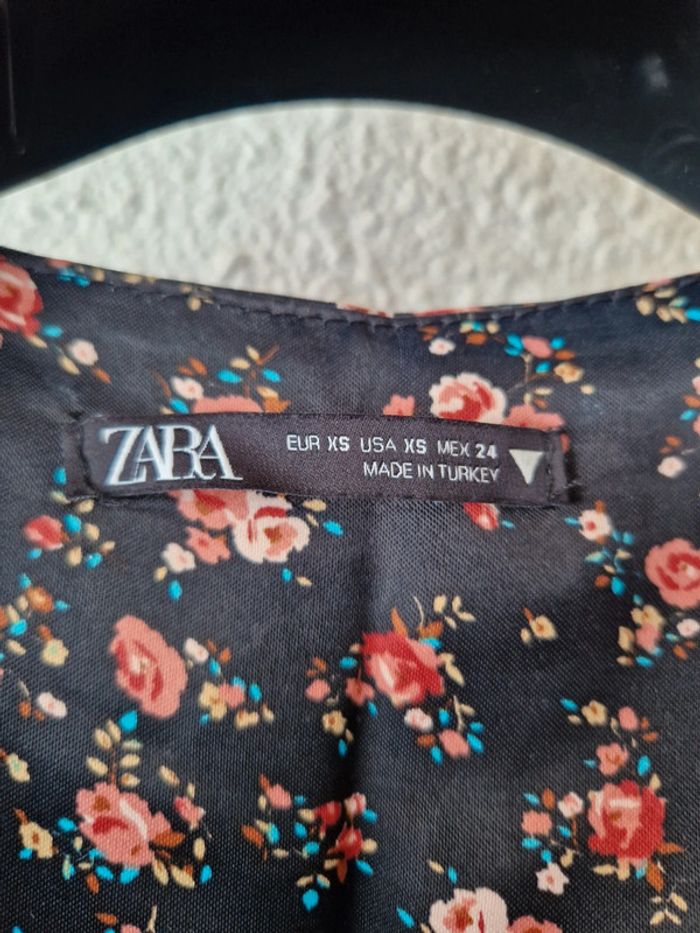 ZARA
EUR XS USA XS MEX 24
MADE IN TURKEY